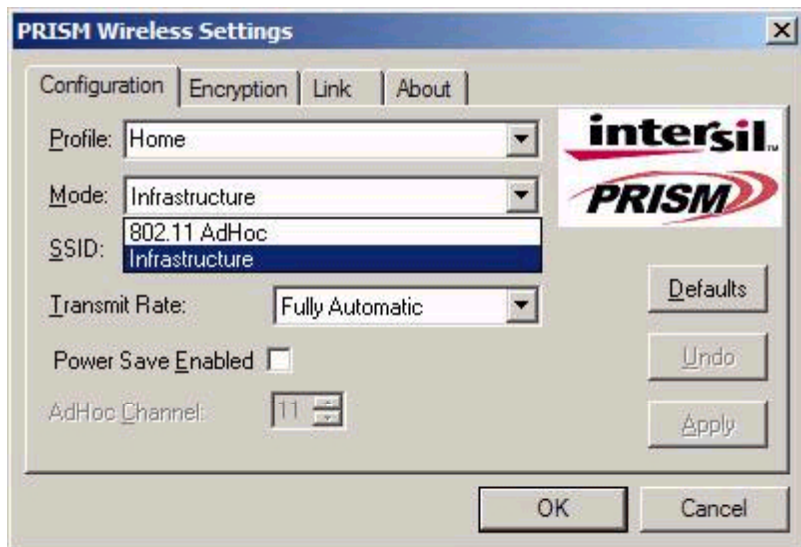 PRISM Wireless Settings
Configuration Encryption Link About
Profile: Home
intersil™
Mode: Infrastructure
PRISM
802.11 AdHoc
SSID: Infrastructure
Transmit Rate: Fully Automatic
Defaults
Power Save Enabled
Undo
AdHoc Channel: 11
Apply
OK Cancel